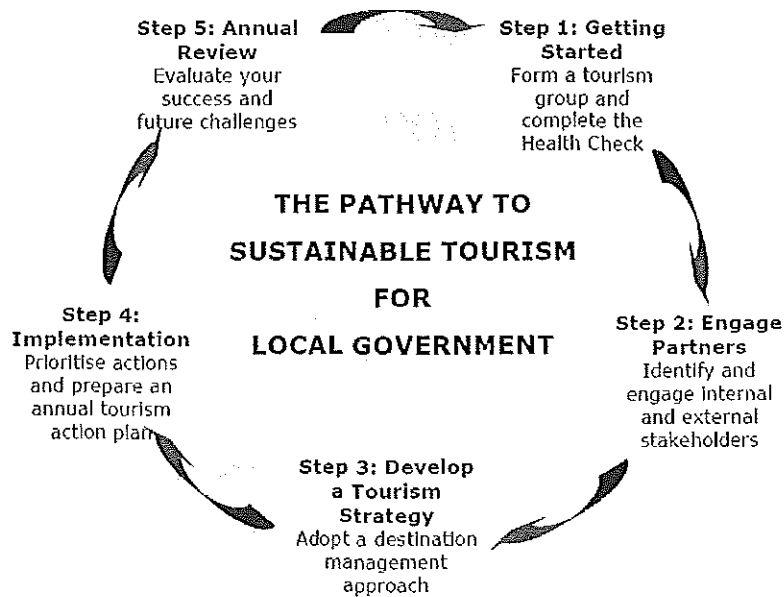 Step 5: Annual
Review
Evaluate your
success and
future challenges
Step 1: Getting
Started
Form a tourism
group and
complete the
Health Check
THE PATHWAY TO
SUSTAINABLE TOURISM
FOR
LOCAL GOVERNMENT
Step 4:
Implementation
Prioritise actions
and prepare an
annual tourism
action plan
Step 2: Engage
Partners
Identify and
engage internal
and external
stakeholders
Step 3: Develop
a Tourism
Strategy
Adopt a destination
management
approach